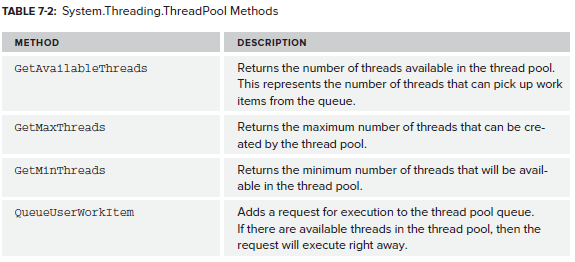 TABLE 7-2: System.Threading.ThreadPool Methods
METHOD DESCRIPTION
GetAvailableThreads Returns the number of threads available in the thread pool.
This represents the number of threads that can pick up work
items from the queue.
GetMaxThreads Returns the maximum number of threads that can be cre-
ated by the thread pool.
GetMinThreads Returns the minimum number of threads that will be avail-
able in the thread pool.
QueueUserWorkItem Adds a request for execution to the thread pool queue.
If there are available threads in the thread pool, then the
request will execute right away.